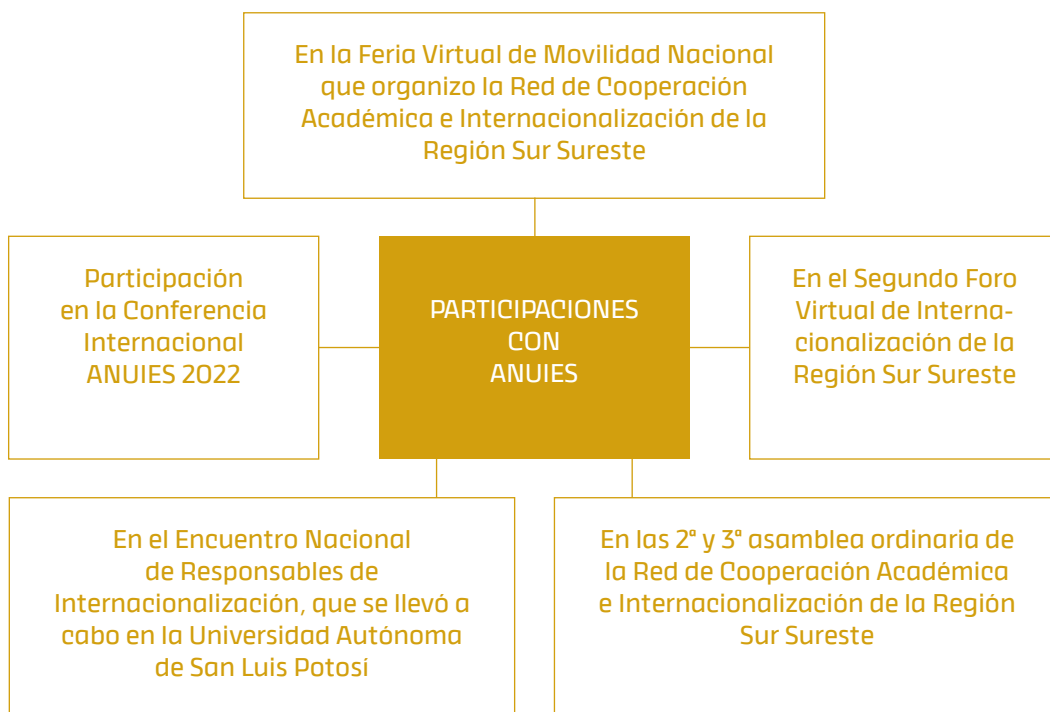 En la Feria Virtual de Movilidad Nacional
que organizo la Red de Cooperación
Académica e Internacionalización de la
Región Sur Sureste
Participación
en la Conferencia
Internacional
ANUIES 2022
PARTICIPACIONES
CON
ANUIES
En el Segundo Foro
Virtual de Interna-
cionalización de la
Región Sur Sureste
En el Encuentro Nacional
de Responsables de
Internacionalización, que se llevó a
cabo en la Universidad Autónoma
de San Luis Potosí
En las 2ª y 3ª asamblea ordinaria de
la Red de Cooperación Académica
e Internacionalización de la Región
Sur Sureste